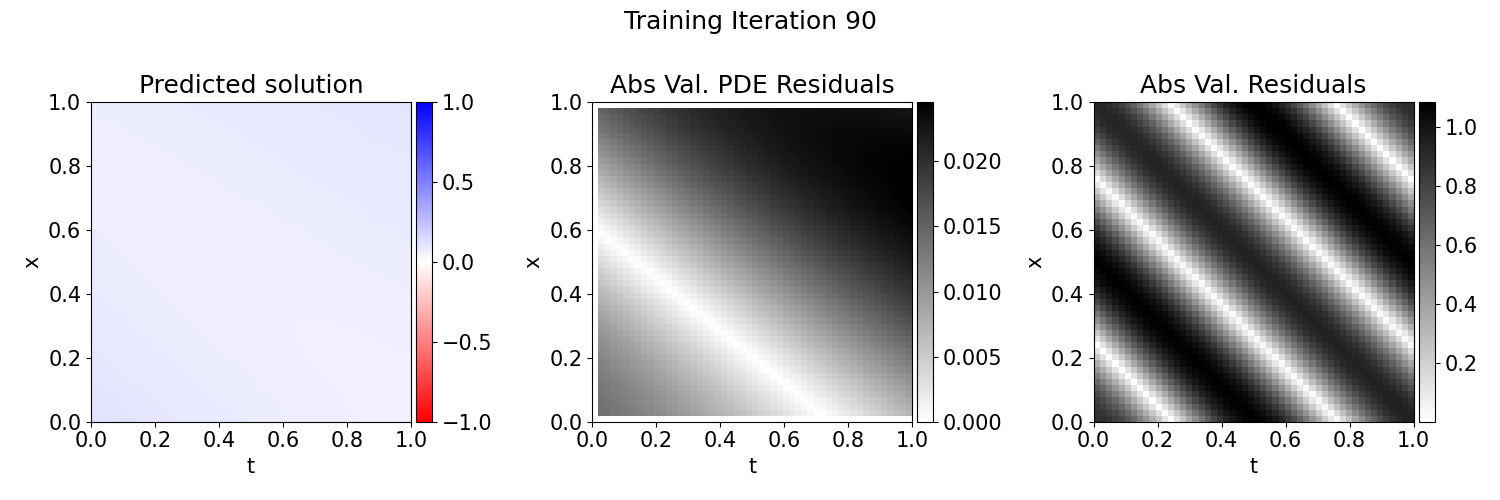 Training Iteration 90
Predicted solution
1.0
0.8
0.6
0.4
0.2
0.0
x
0.0 0.2 0.4 0.6 0.8 1.0
t
1.0
0.5
0.0
−0.5
−1.0
Abs Val. PDE Residuals
1.0
0.8
0.6
0.4
0.2
0.0
x
0.0 0.2 0.4 0.6 0.8 1.0
t
0.020
0.015
0.010
0.005
0.000
Abs Val. Residuals
1.0
0.8
0.6
0.4
0.2
0.0
x
0.0 0.2 0.4 0.6 0.8 1.0
t
1.0
0.8
0.6
0.4
0.2